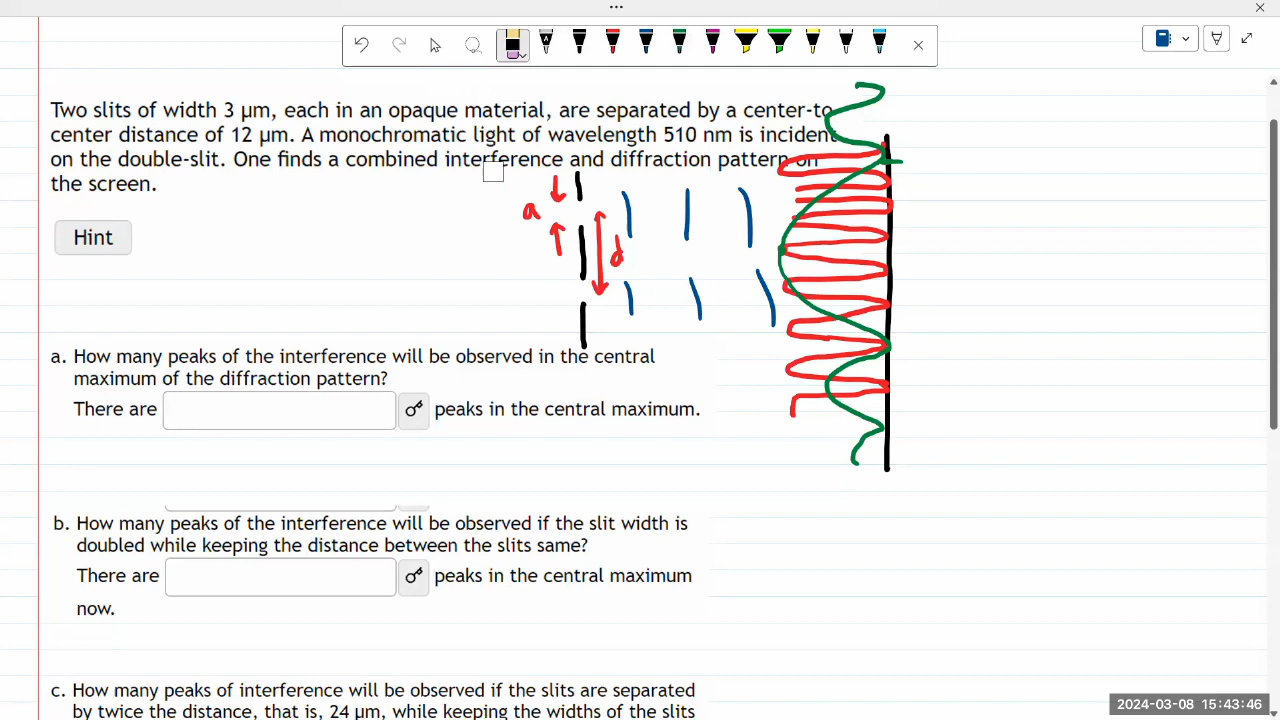 Two slits of width 3 µm, each in an opaque material, are separated by a center-to-
center distance of 12 µm. A monochromatic light of wavelength 510 nm is incident
on the double-slit. One finds a combined interference and diffraction pattern on
the screen.
a
d
Hint
a. How many peaks of the interference will be observed in the central
maximum of the diffraction pattern?
There are peaks in the central maximum.
b. How many peaks of the interference will be observed if the slit width is
doubled while keeping the distance between the slits same?
There are peaks in the central maximum
now.
c. How many peaks of interference will be observed if the slits are separated
by twice the distance, that is, 24 µm, while keeping the widths of the slits
2024-03-08 15:43:46